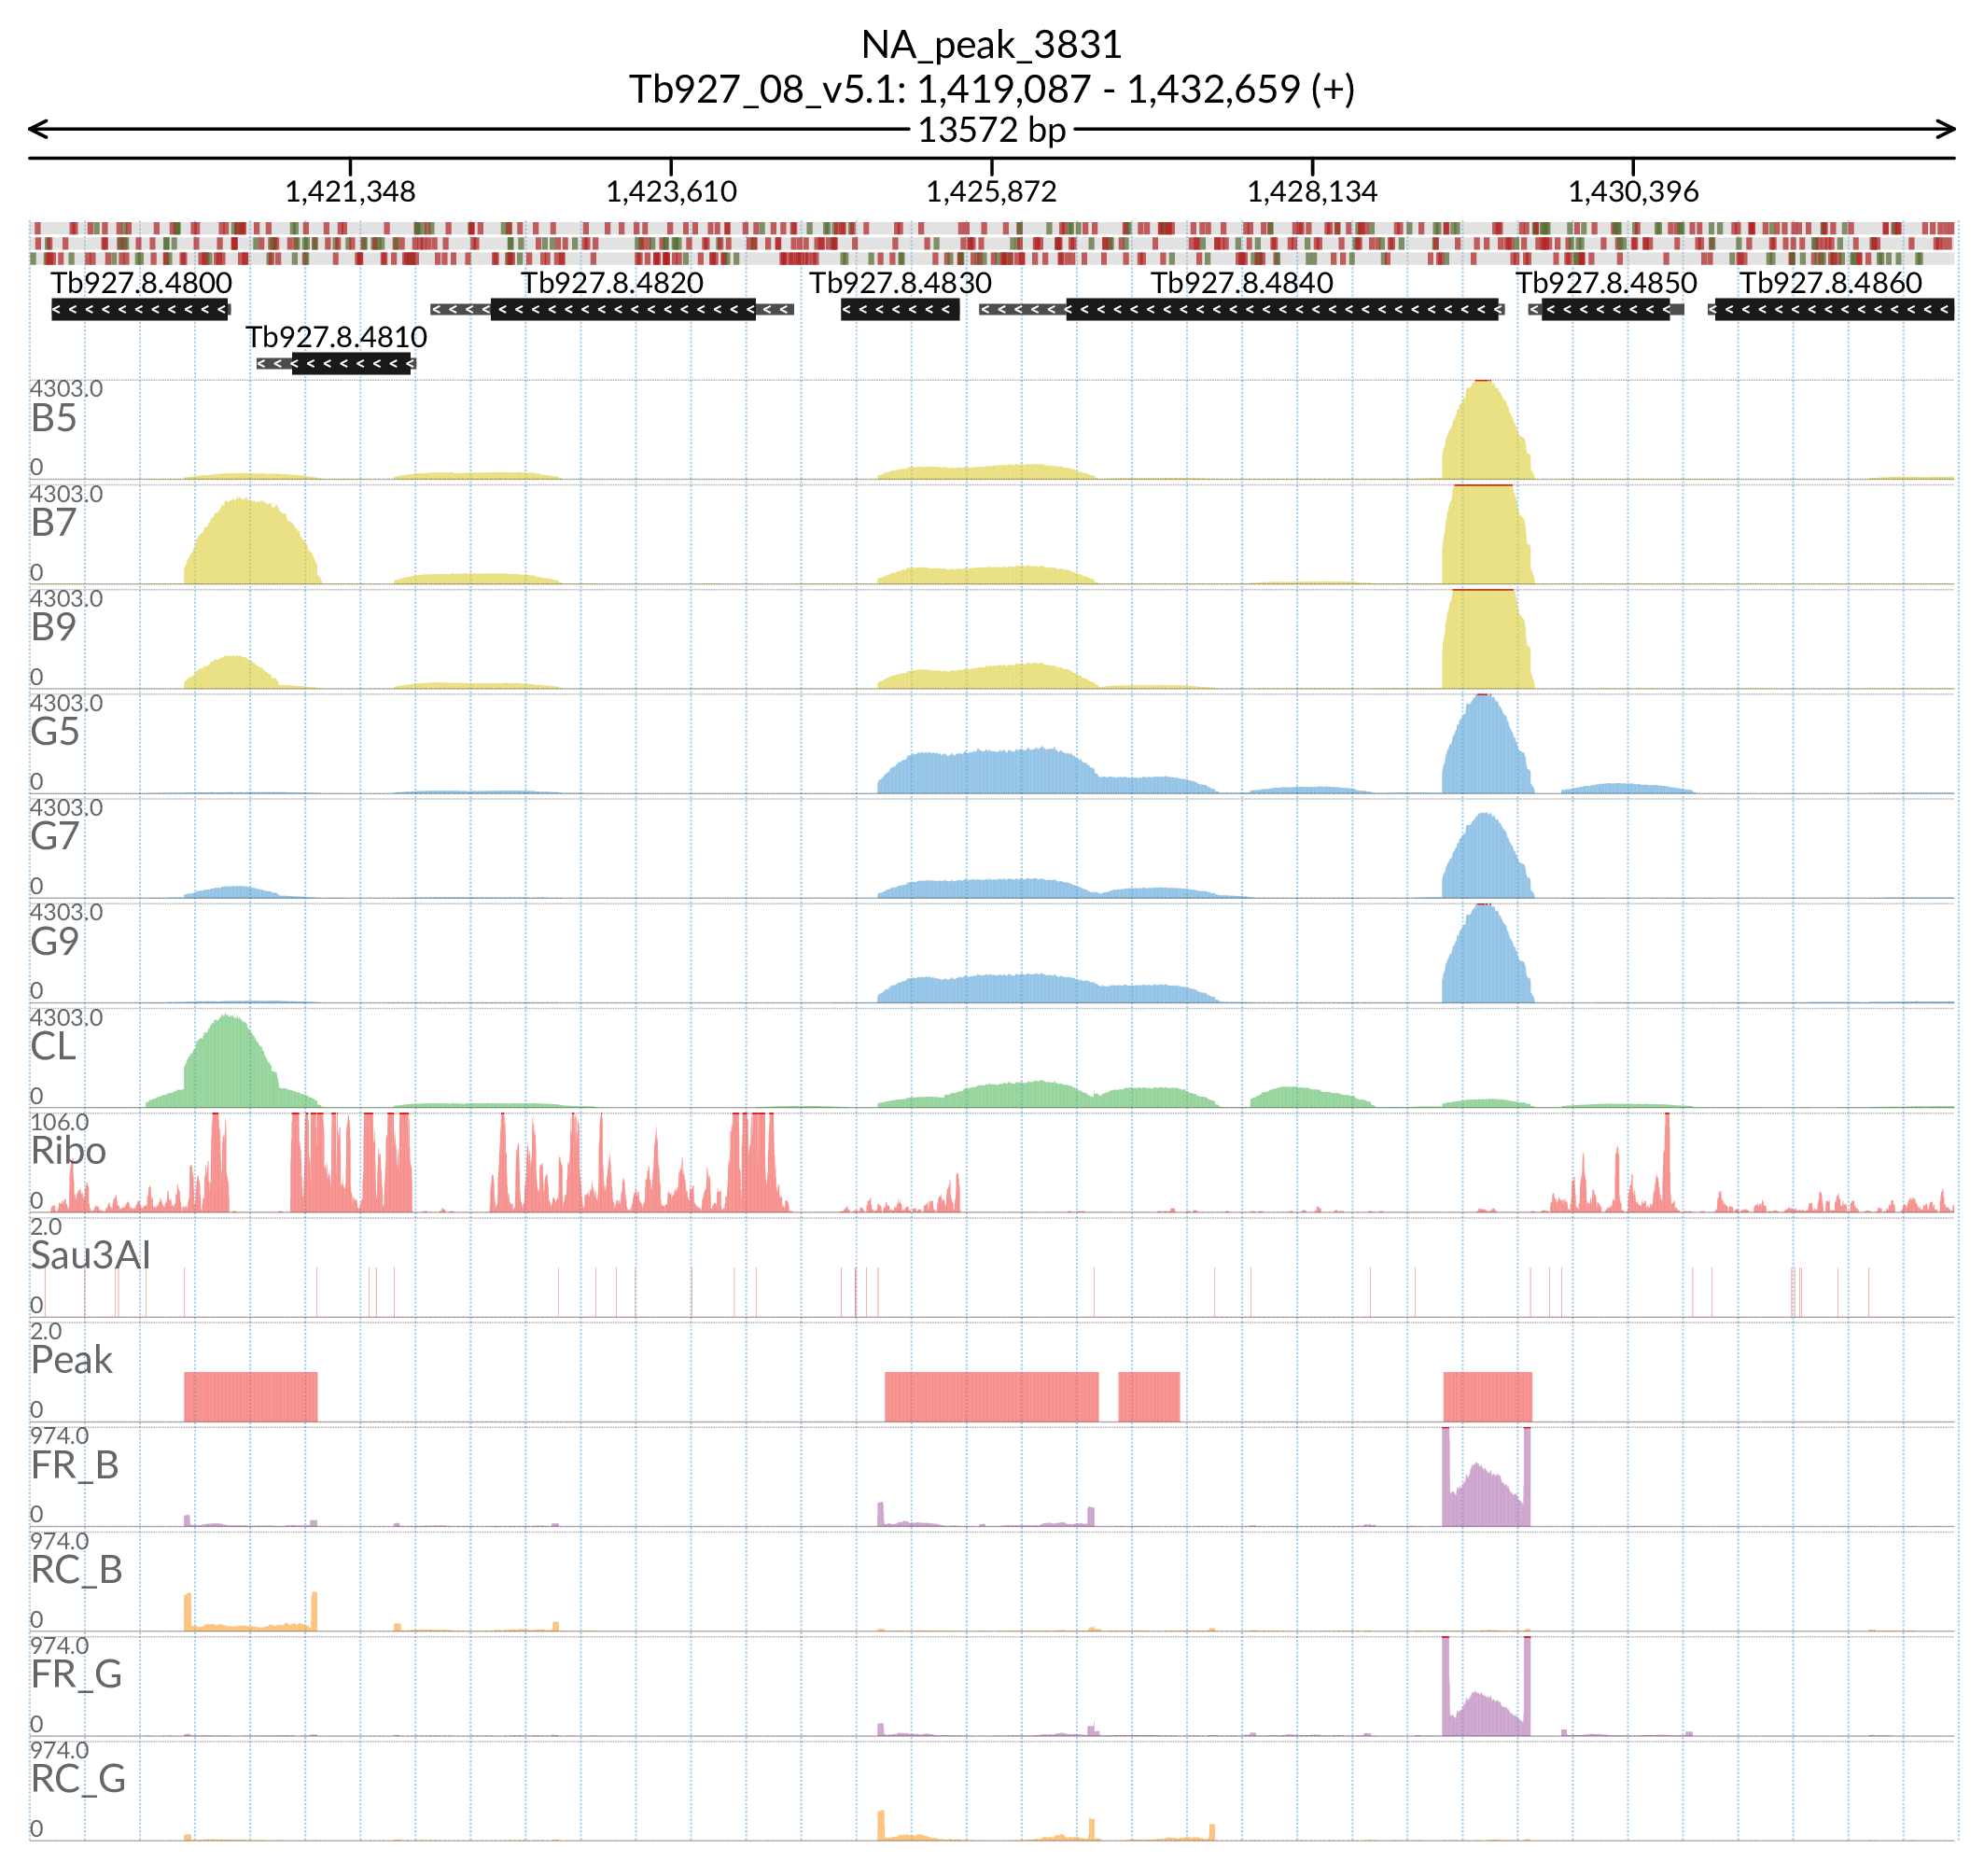 NA_peak_3831
Tb927_08_v5.1: 1,419,087 - 1,432,659 (+)
13572 bp
1,421,348 1,423,610 1,425,872 1,428,134 1,430,396
Tb927.8.4800 Tb927.8.4820 Tb927.8.4830 Tb927.8.4840 Tb927.8.4850 Tb927.8.4860
Tb927.8.4810
4303.0
B5
0
4303.0
B7
0
4303.0
B9
0
4303.0
G5
0
4303.0
G7
0
4303.0
G9
0
4303.0
CL
0
106.0
Ribo
0
2.0
Sau3AI
0
2.0
Peak
0
974.0
FR_B
0
974.0
RC_B
0
974.0
FR_G
0
974.0
RC_G
0